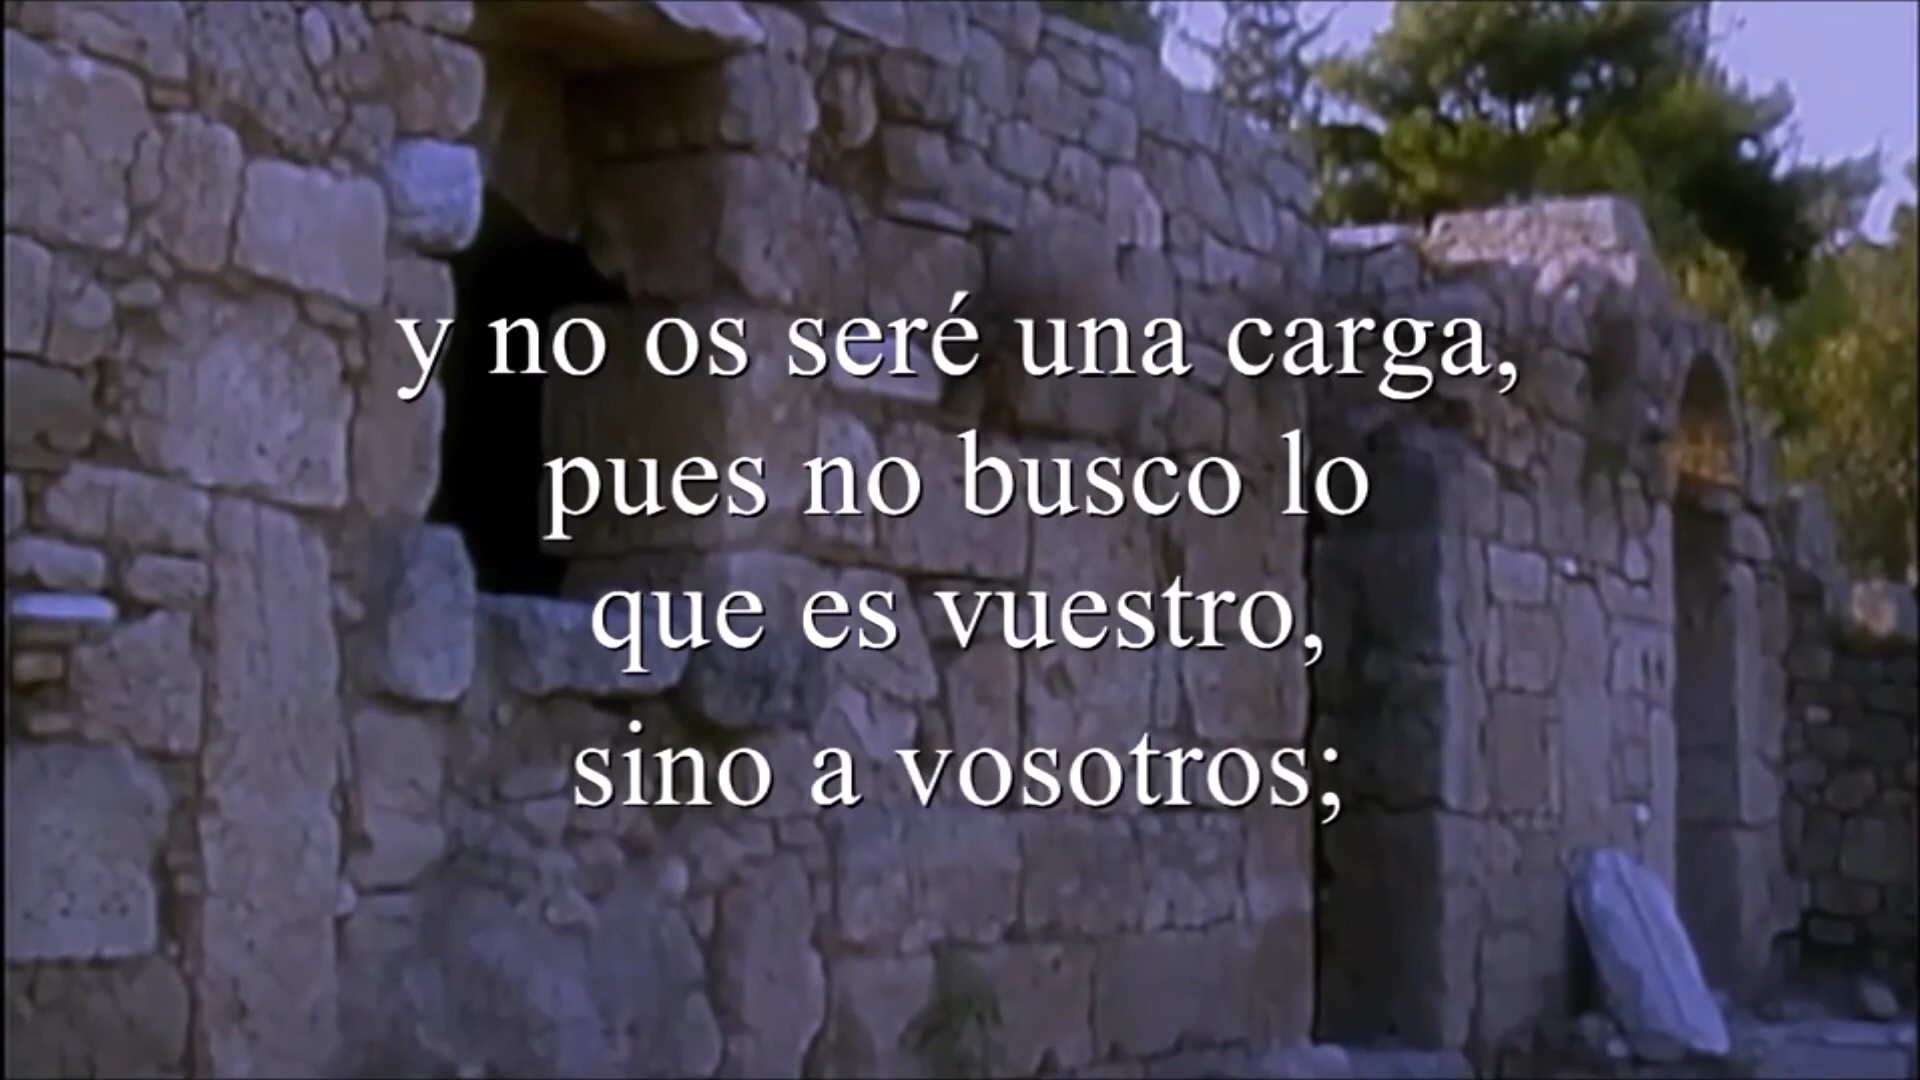 y no os seré una carga,
pues no busco lo
que es vuestro,
sino a vosotros;